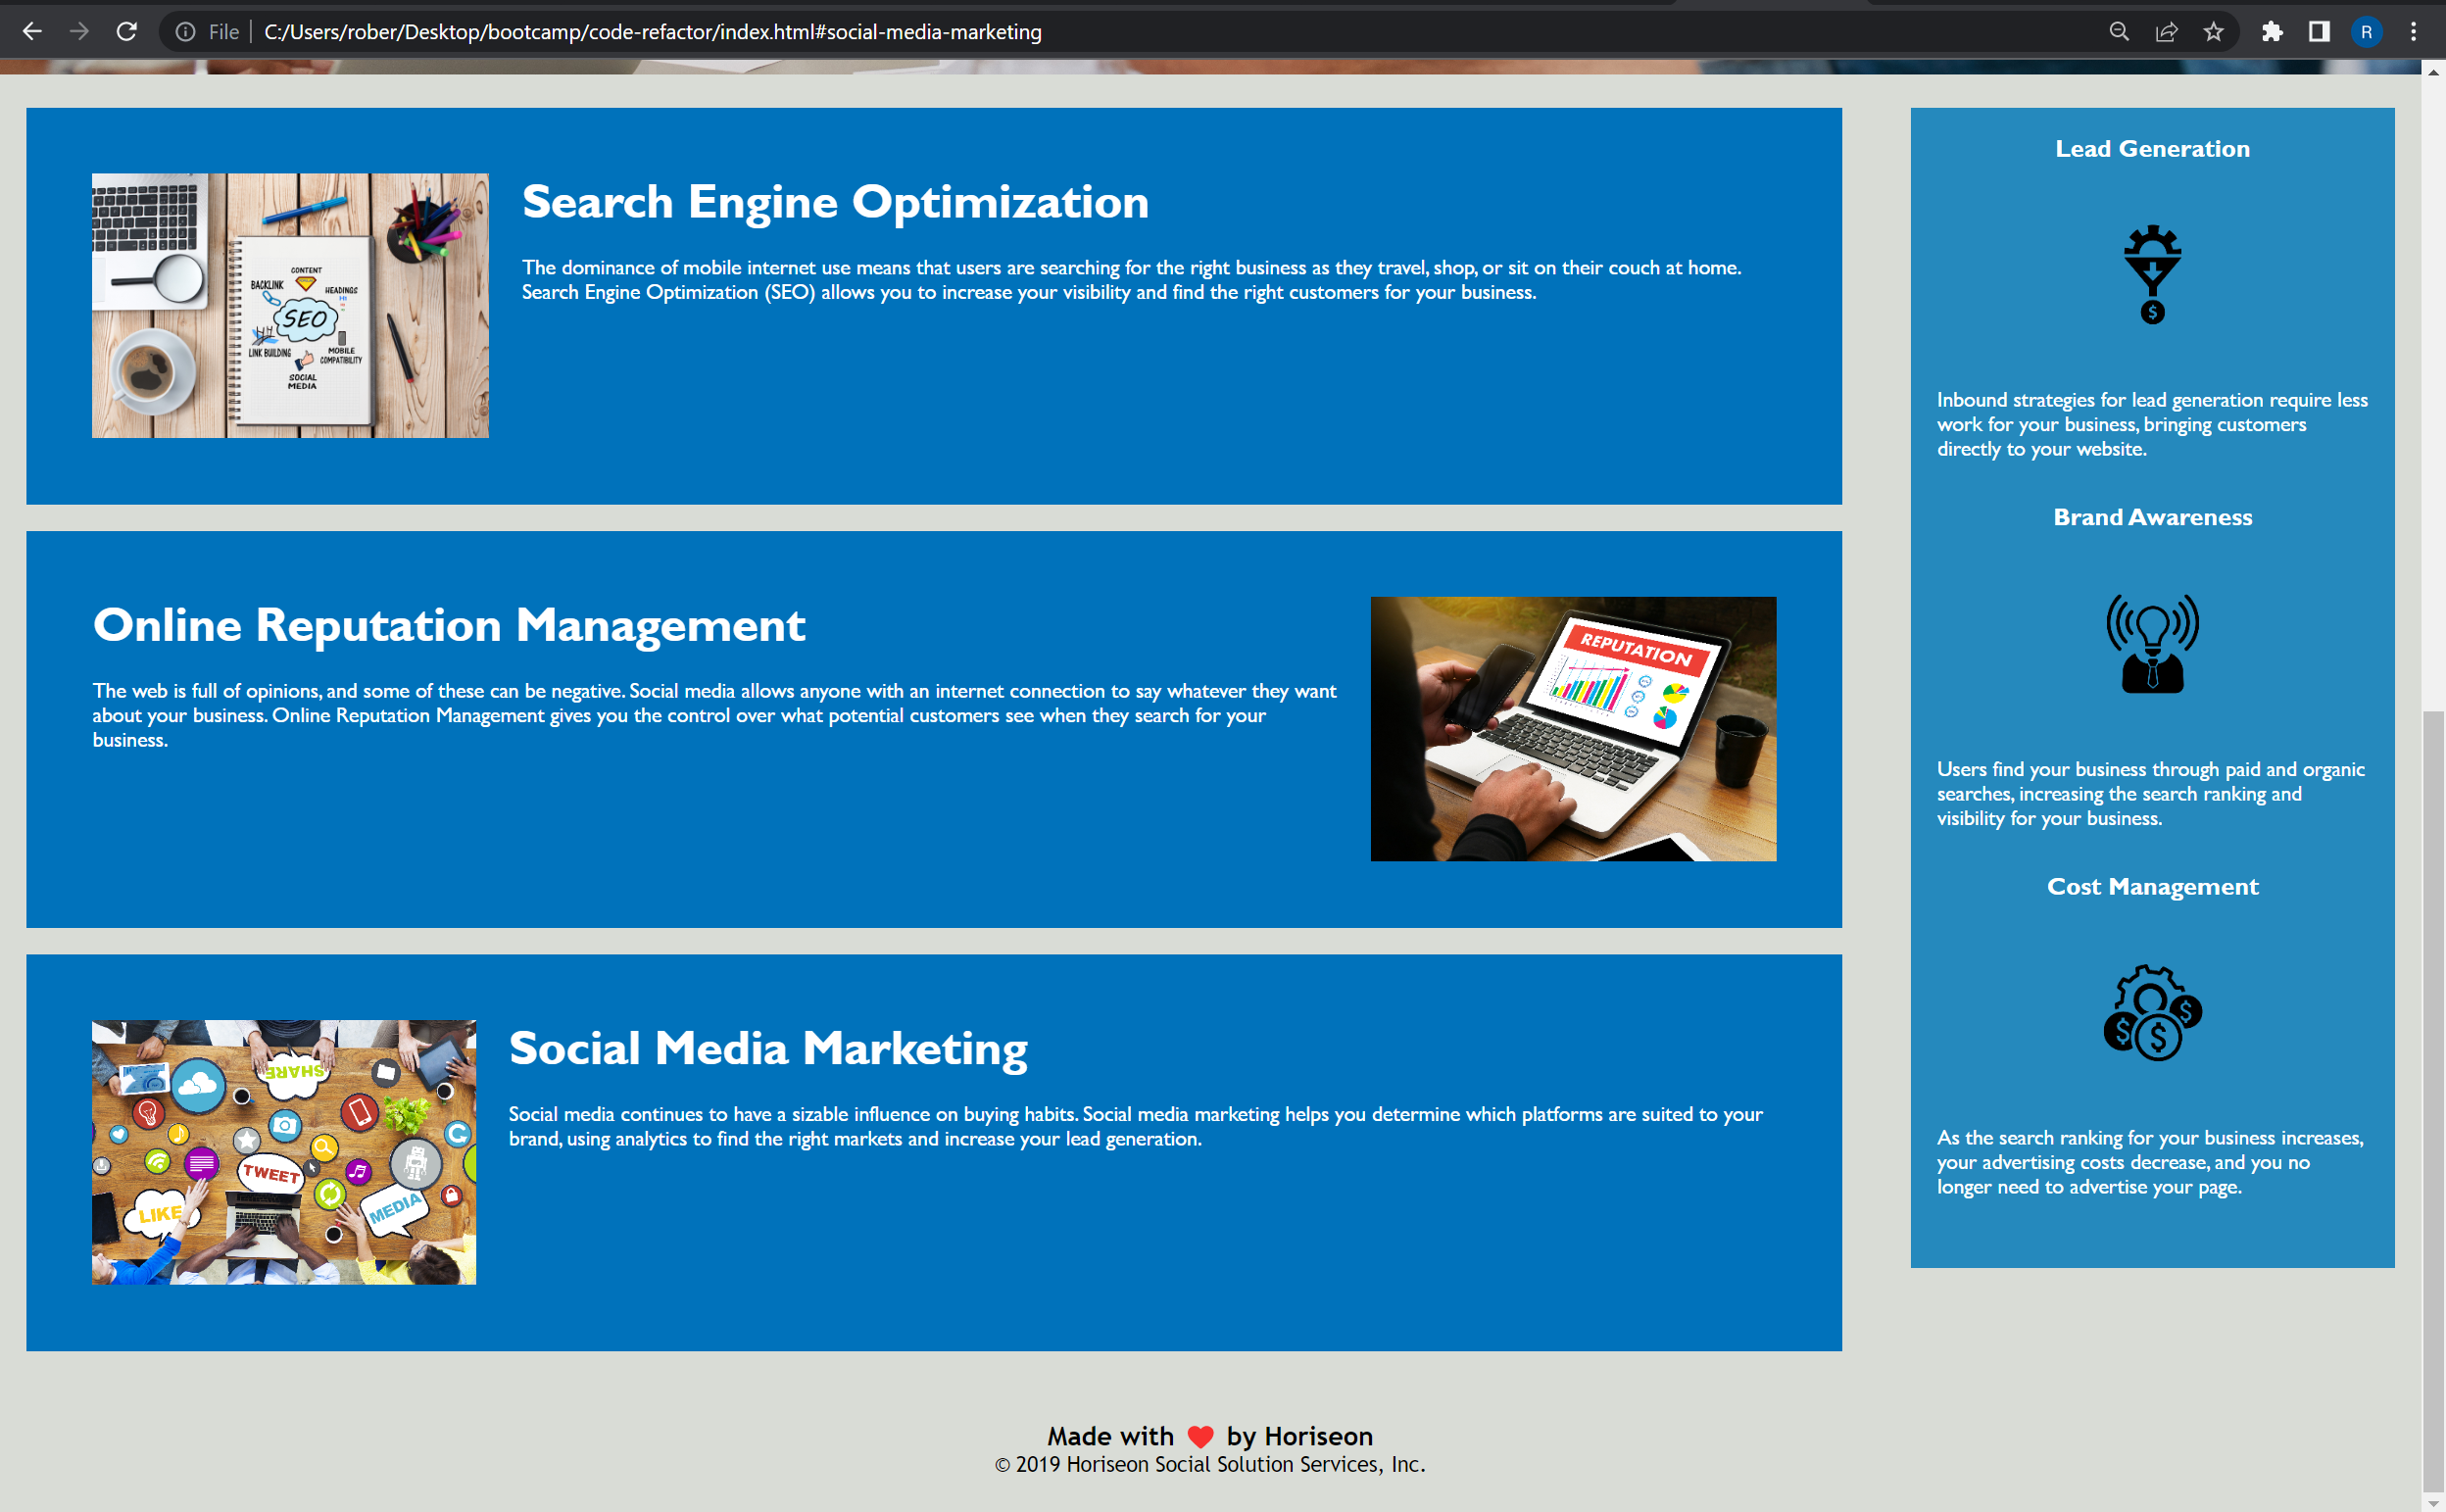 File
C:/Users/rober/Desktop/bootcamp/code-refactor/index.html#social-media-marketing
R
CONTENT
BACKLINK
HEADINGS
H1
SEO
LINK BUILDING
MOBILE
COMPATIBILITY
SOCIAL
MEDIA
Search Engine Optimization
The dominance of mobile internet use means that users are searching for the right business as they travel, shop, or sit on their couch at home.
Search Engine Optimization (SEO) allows you to increase your visibility and find the right customers for your business.
Online Reputation Management
The web is full of opinions, and some of these can be negative. Social media allows anyone with an internet connection to say whatever they want
about your business. Online Reputation Management gives you the control over what potential customers see when they search for your
business.
REPUTATION
SHARE
TWEET
LIKE
MEDIA
Social Media Marketing
Social media continues to have a sizable influence on buying habits. Social media marketing helps you determine which platforms are suited to your
brand, using analytics to find the right markets and increase your lead generation.
Lead Generation
$
Inbound strategies for lead generation require less
work for your business, bringing customers
directly to your website.
Brand Awareness
Users find your business through paid and organic
searches, increasing the search ranking and
visibility for your business.
Cost Management
$ $ $
As the search ranking for your business increases,
your advertising costs decrease, and you no
longer need to advertise your page.
Made with ❤️ by Horiseon
© 2019 Horiseon Social Solution Services, Inc.